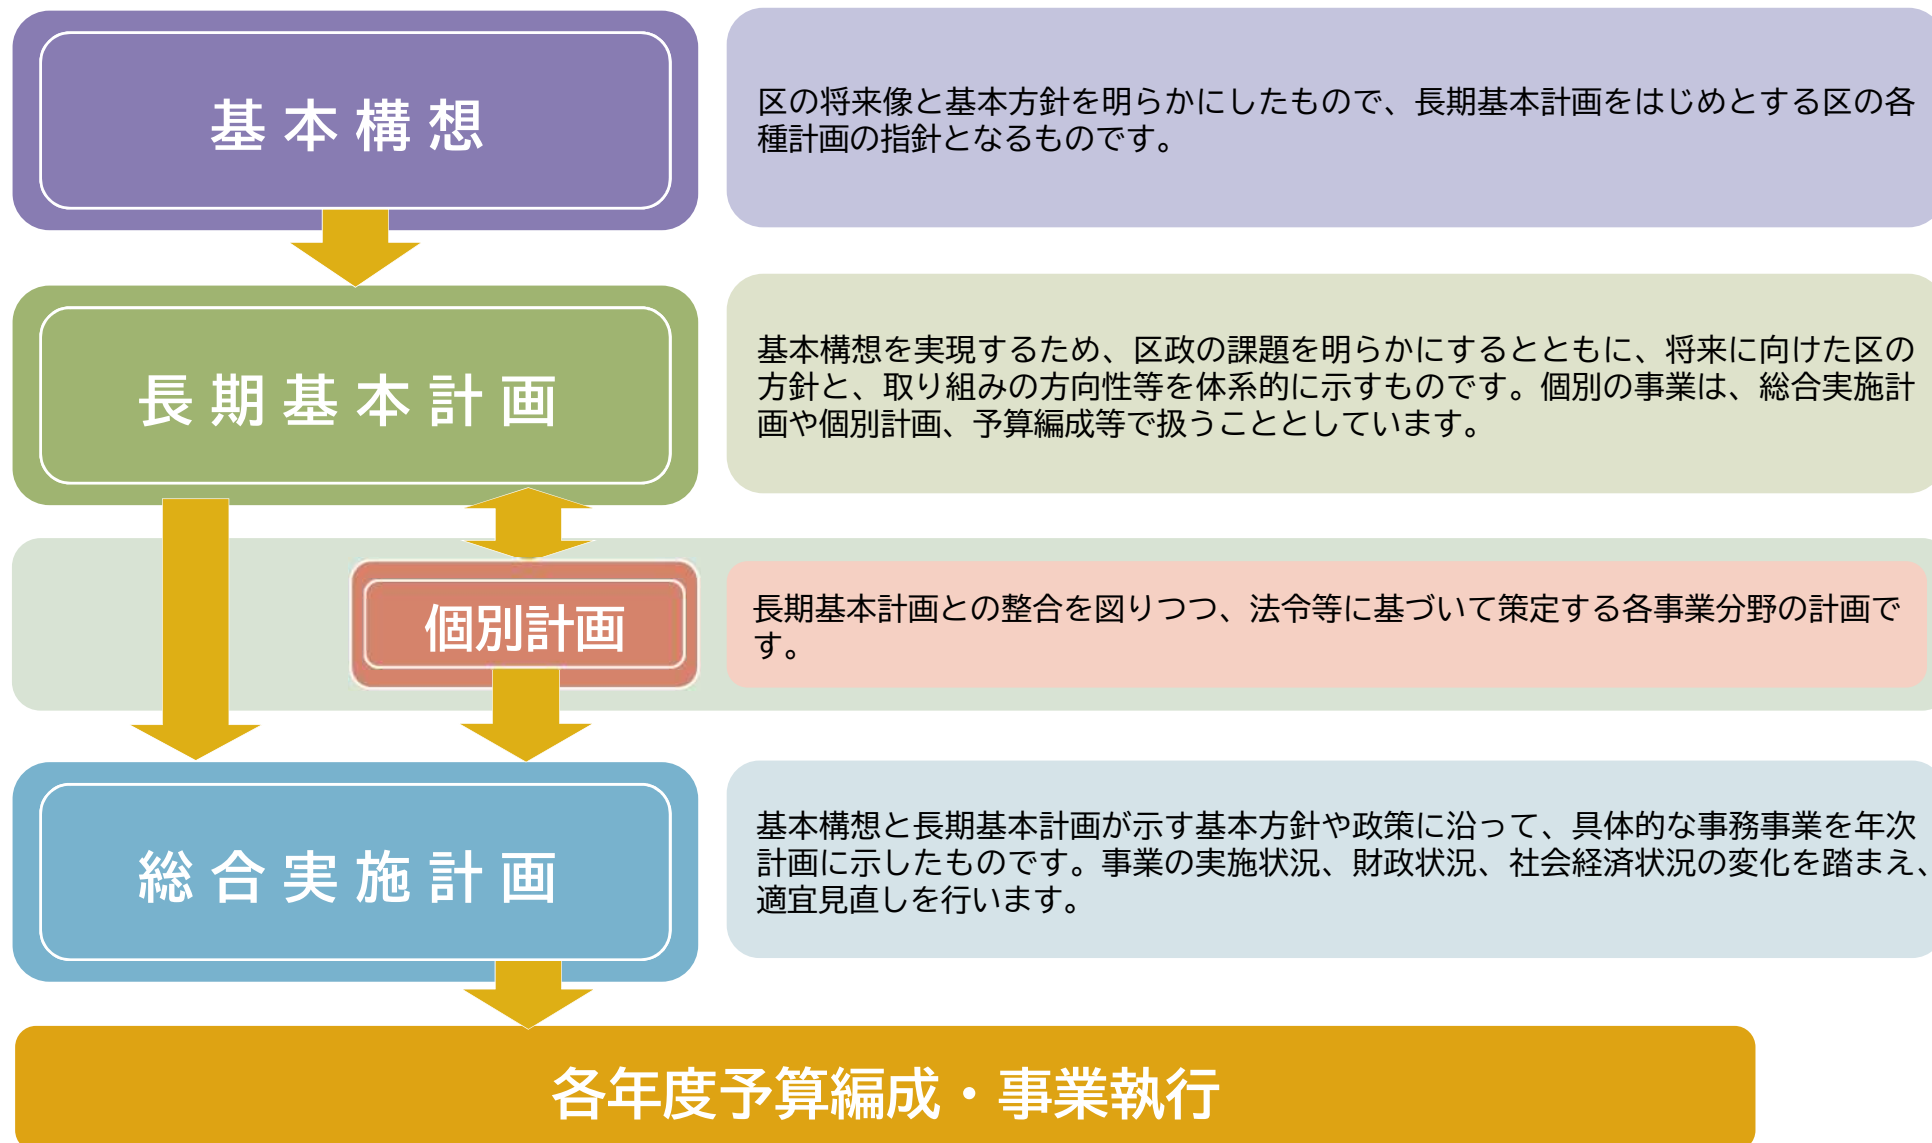 基本構想
区の将来像と基本方針を明らかにしたもので、長期基本計画をはじめとする区の各
種計画の指針となるものです。
長期基本計画
基本構想を実現するため、区政の課題を明らかにするとともに、将来に向けた区の
方針と、取り組みの方向性等を体系的に示すものです。個別の事業は、総合実施計
画や個別計画、予算編成等で扱うこととしています。
個別計画
長期基本計画との整合を図りつつ、法令等に基づいて策定する各事業分野の計画で
す。
総合実施計画
基本構想と長期基本計画が示す基本方針や政策に沿って、具体的な事務事業を年次
計画に示したものです。事業の実施状況、財政状況、社会経済状況の変化を踏まえ、
適宜見直しを行います。
各年度予算編成・事業執行